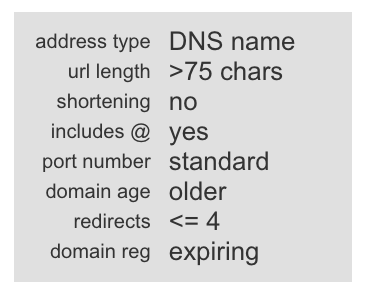 address type DNS name
url length >75 chars
shortening no
includes @ yes
port number standard
domain age older
redirects <= 4
domain reg expiring